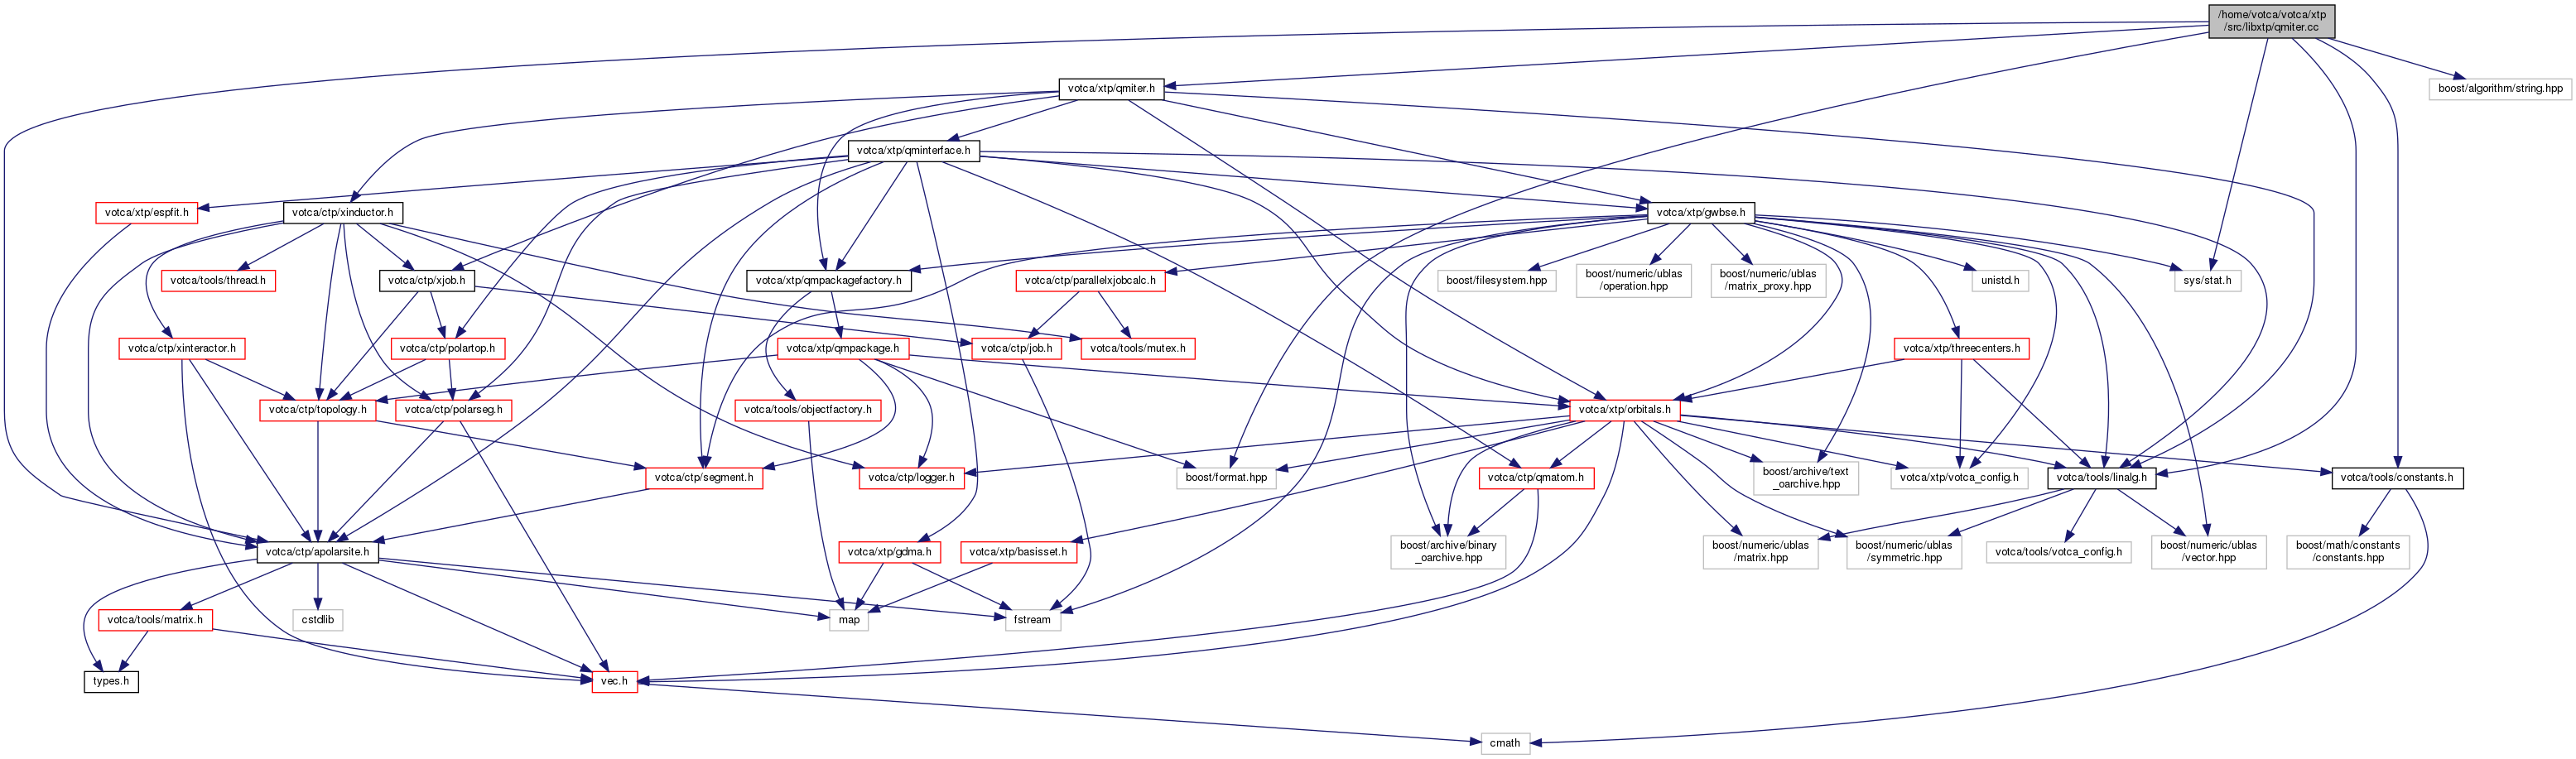 /home/votca/votca/xtp
/src/libxtp/qmiter.cc
votca/xtp/qmiter.h
boost/algorithm/string.hpp
votca/xtp/qminterface.h
votca/xtp/espfit.h
votca/ctp/xinductor.h
votca/xtp/gwbse.h
votca/tools/thread.h
votca/ctp/xjob.h
votca/xtp/qmpackagefactory.h
votca/ctp/parallelxjobcalc.h
boost/filesystem.hpp
boost/numeric/ublas
/operation.hpp
boost/numeric/ublas
/matrix_proxy.hpp
unistd.h
sys/stat.h
votca/ctp/xinteractor.h
votca/ctp/polartop.h
votca/xtp/qmpackage.h
votca/ctp/job.h
votca/tools/mutex.h
votca/xtp/threecenters.h
votca/ctp/topology.h
votca/ctp/polarseg.h
votca/tools/objectfactory.h
votca/xtp/orbitals.h
votca/ctp/segment.h
votca/ctp/logger.h
boost/format.hpp
votca/ctp/qmatom.h
boost/archive/text
_oarchive.hpp
votca/xtp/votca_config.h
votca/tools/linalg.h
votca/tools/constants.h
votca/ctp/apolarsite.h
votca/xtp/gdma.h
votca/xtp/basisset.h
boost/archive/binary
_oarchive.hpp
boost/numeric/ublas
/matrix.hpp
boost/numeric/ublas
/symmetric.hpp
votca/tools/votca_config.h
boost/numeric/ublas
/vector.hpp
boost/math/constants
/constants.hpp
votca/tools/matrix.h
cstdlib
map
fstream
types.h
vec.h
cmath